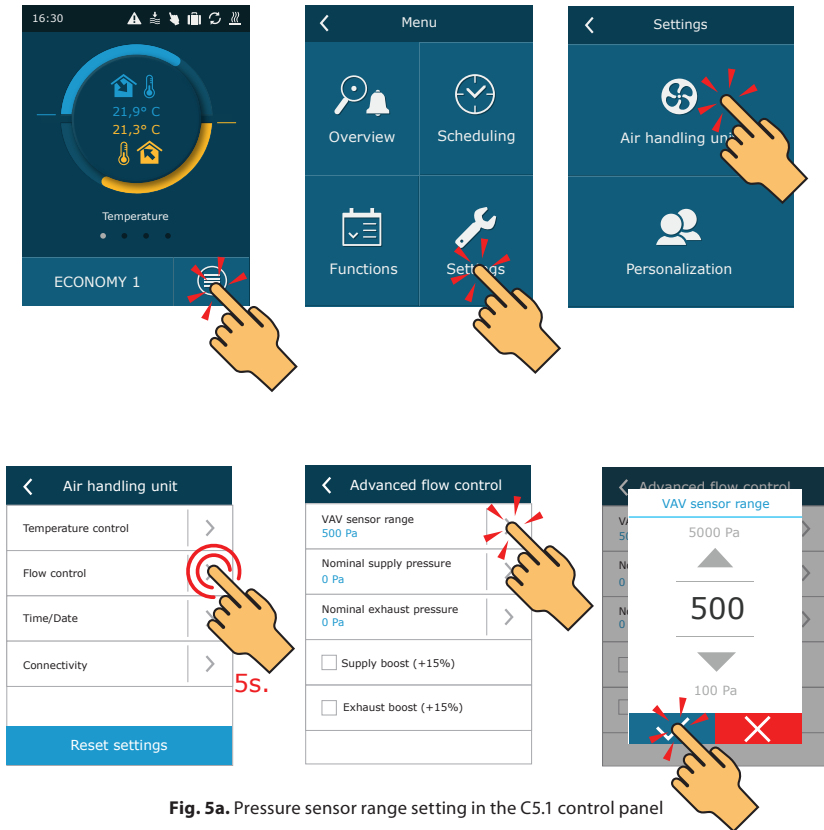 16:30
21,9° C
21,3° C
Temperature
ECONOMY 1
Menu
Overview
Scheduling
Functions
Settings
Settings
Air handling uni
Personalization
Air handling unit
Temperature control
Flow control
Time/Date
Connectivity
5s.
Reset settings
Advanced flow control
VAV sensor range
500 Pa
Nominal supply pressure
0 Pa
Nominal exhaust pressure
0 Pa
Supply boost (+15%)
Exhaust boost (+15%)
Advanced flow control
VAV sensor range
5000 Pa
500
100 Pa
Fig. 5a. Pressure sensor range setting in the C5.1 control panel